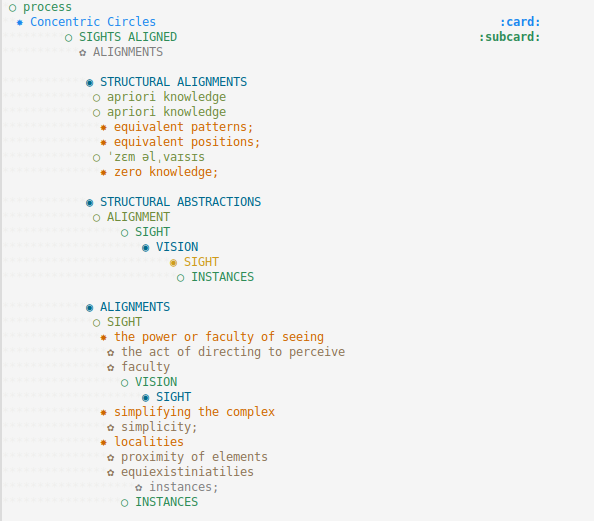 process
Concentric Circles :card:
SIGHTS ALIGNED :subcard:
ALIGNMENTS
STRUCTURAL ALIGNMENTS
apriori knowledge
apriori knowledge
equivalent patterns;
equivalent positions;
ˈzɛm əlˌvaɪsɪs
zero knowledge;
STRUCTURAL ABSTRACTIONS
ALIGNMENT
SIGHT
VISION
SIGHT
INSTANCES
ALIGNMENTS
SIGHT
the power or faculty of seeing
the act of directing to perceive
faculty
VISION
SIGHT
simplifying the complex
simplicity;
localities
proximity of elements
equiexistiniatilies
instances;
INSTANCES